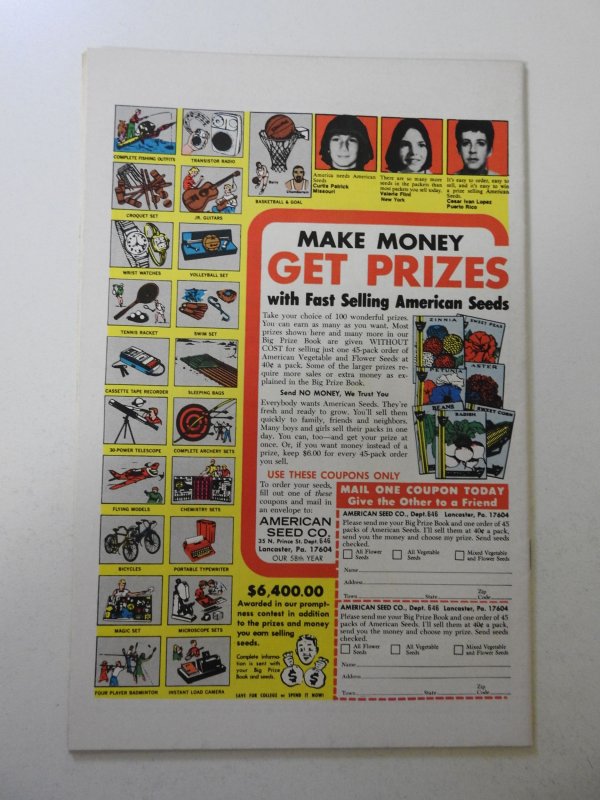 COMPLETE FISHING OUTFITS
TRANSISTOR RADIO
CROQUET SET
JR. GUITARS
Barry
Chamberlain
BASKETBALL & GOAL
WRIST WATCHES
VOLLEYBALL SET
TENNIS RACKET
SWIM SET
CASSETTE TAPE RECORDER
SLEEPING BAGS
30-POWER TELESCOPE
COMPLETE ARCHERY SETS
FLYING MODELS
CHEMISTRY SETS
BICYCLES
PORTABLE TYPEWRITER
MAGIC SET
MICROSCOPE SETS
FOUR PLAYER BADMINTON
INSTANT LOAD CAMERA
America needs American
Seeds
Curtis Patrick
Missouri
There are so many more
seeds in the packets than
most packets you sell today.
Valerie Flint
New York
It's easy to order, easy to
sell, and it's easy to win
a prize selling American
Seeds.
Cesar Ivan Lopez
Puerto Rico
MAKE MONEY
GET PRIZES
with Fast Selling American Seeds
Take your choice of 100 wonderful prizes.
You can earn as many as you want. Most
prizes shown here and many more in our
Big Prize Book are given WITHOUT
COST for selling just one 45-pack order of
American Vegetable and Flower Seeds at
40¢ a pack. Some of the larger prizes re-
quire more sales or extra money as ex-
plained in the Big Prize Book.
Send NO MONEY, We Trust You
Everybody wants American Seeds. They're
fresh and ready to grow. You'll sell them
quickly to family, friends and neighbors.
Many boys and girls sell their packs in one
day. You can, too—and get your prize at
once. Or, if you want money instead of a
prize, keep $6.00 for every 45-pack order
you sell.
ZINNIA
SWEET PEAS
PETUNIA
ASTER
BEANS
RADISH
SWEET CORN
USE THESE COUPONS ONLY
To order your seeds,
fill out one of these
coupons and mail in
an envelope to:
AMERICAN
SEED CO.
35 N. Prince St. Dept. 646
Lancaster, Pa. 17604
OUR 58th YEAR
$6,400.00
Awarded in our prompt-
ness contest in addition
to the prizes and money
you earn selling
seeds.
Complete informa-
tion is sent with
your Big Prize
Book and seeds.
$ $
SAVE FOR COLLEGE or SPEND IT NOW!
MAIL ONE COUPON TODAY
Give the Other to a Friend
AMERICAN SEED CO., Dept. 646 Lancaster, Pa. 17604
Please send me your Big Prize Book and one order of 45
packs of American Seeds. I'll sell them at 40¢ a pack,
send you the money and choose my prize. Send seeds
checked.
All Flower Seeds
All Vegetable Seeds
Mixed Vegetable and Flower Seeds
Name
Address
Town State Zip Code
AMERICAN SEED CO., Dept. 646 Lancaster, Pa. 17604
Please send me your Big Prize Book and one order of 45
packs of American Seeds. I'll sell them at 40¢ a pack,
send you the money and choose my prize. Send seeds
checked.
All Flower Seeds
All Vegetable Seeds
Mixed Vegetable and Flower Seeds
Name
Address
Town State Zip Code